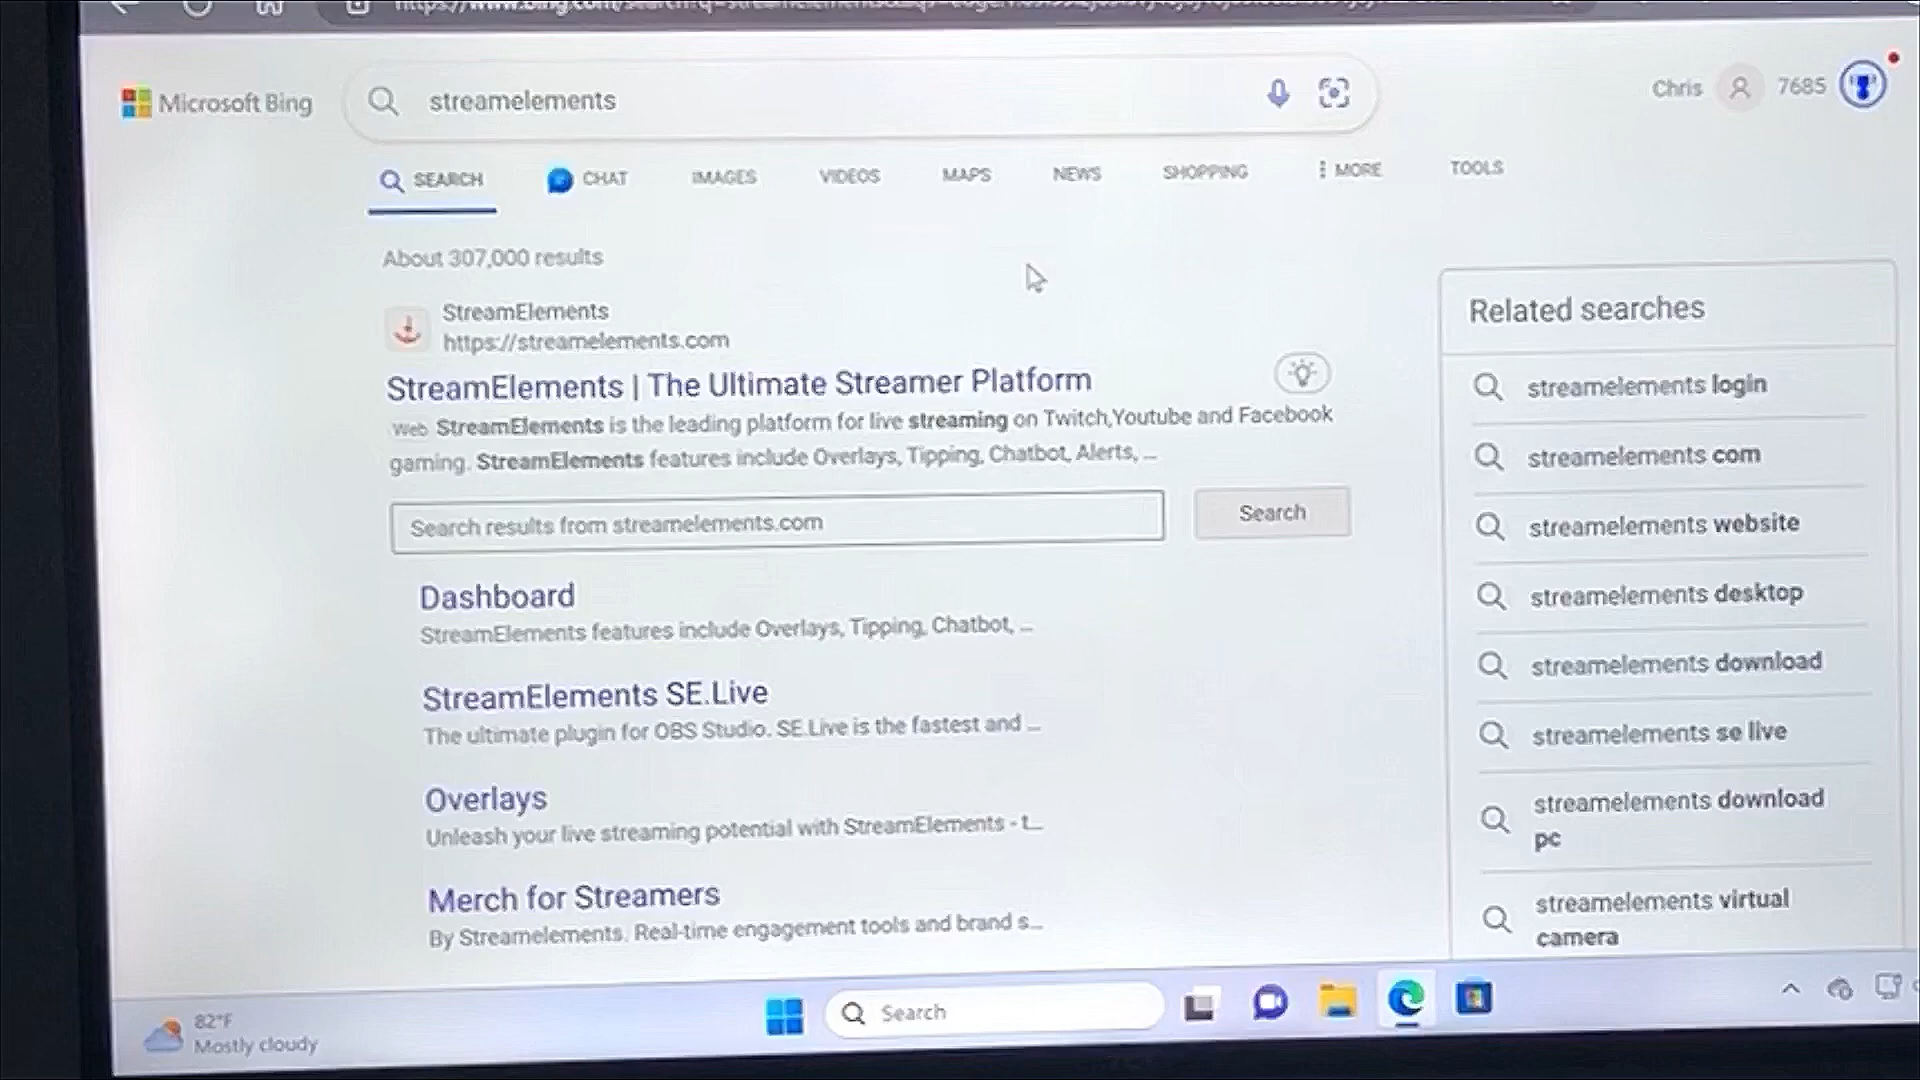 Microsoft Bing
streamelements
Chris
7685
SEARCH
CHAT
IMAGES
VIDEOS
MAPS
NEWS
SHOPPING
MORE
TOOLS
About 307,000 results
StreamElements
https://streamelements.com
StreamElements | The Ultimate Streamer Platform
Web StreamElements is the leading platform for live streaming on Twitch,Youtube and Facebook
gaming. StreamElements features include Overlays, Tipping, Chatbot, Alerts, ...
Search results from streamelements.com
Search
Dashboard
StreamElements features include Overlays, Tipping, Chatbot, ...
StreamElements SE.Live
The ultimate plugin for OBS Studio. SE.Live is the fastest and ...
Overlays
Unleash your live streaming potential with StreamElements - t...
Merch for Streamers
By Streamelements. Real-time engagement tools and brand s...
Related searches
streamelements login
streamelements com
streamelements website
streamelements desktop
streamelements download
streamelements se live
streamelements download
pc
streamelements virtual
camera
82°F
Mostly cloudy
Search